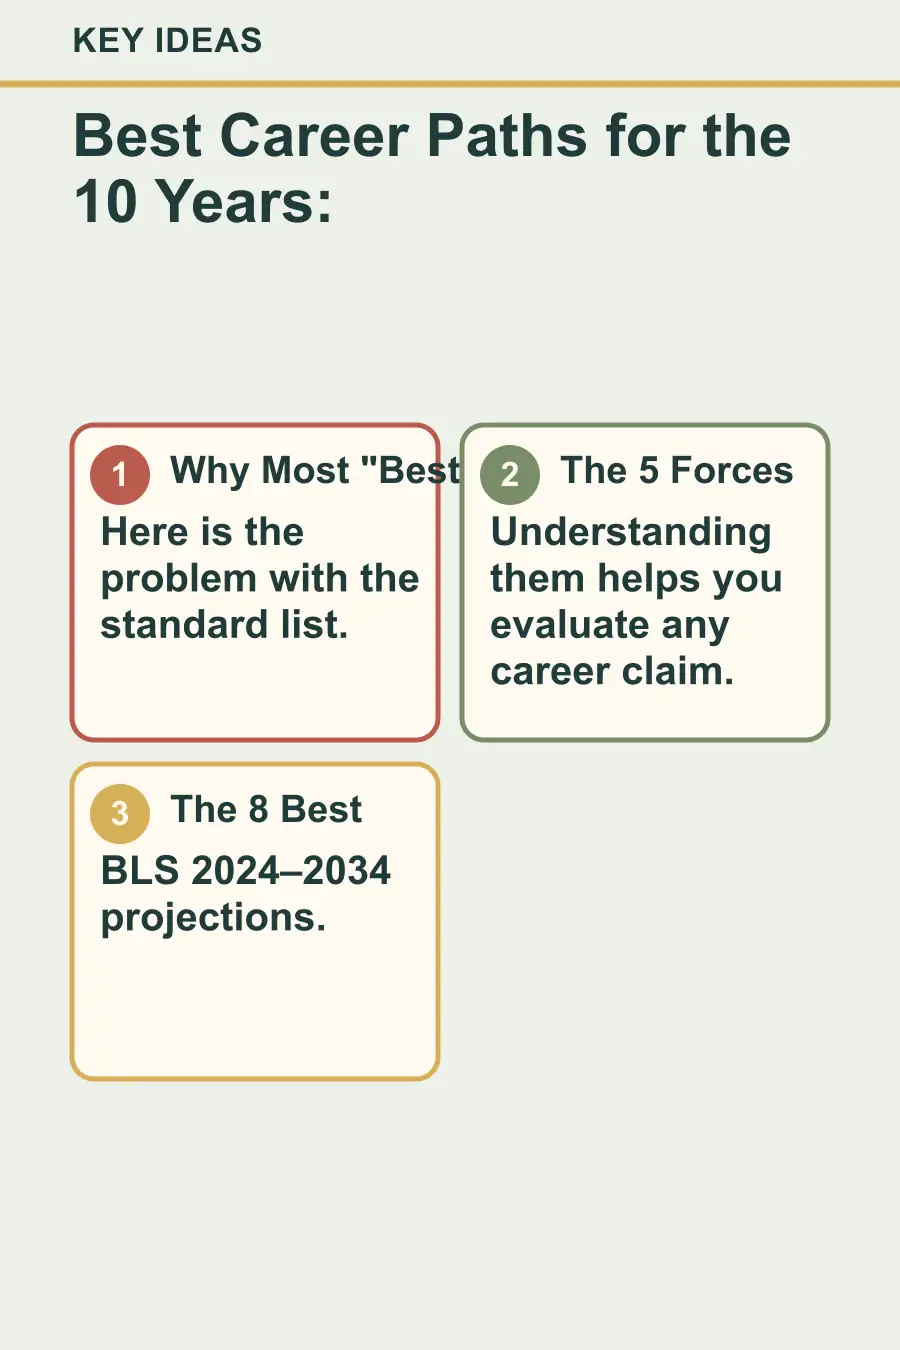 KEY IDEAS
Best Career Paths for the
10 Years:
1 Why Most "Best
Here is the
problem with the
standard list.
2 The 5 Forces
Understanding
them helps you
evaluate any
career claim.
3 The 8 Best
BLS 2024–2034
projections.